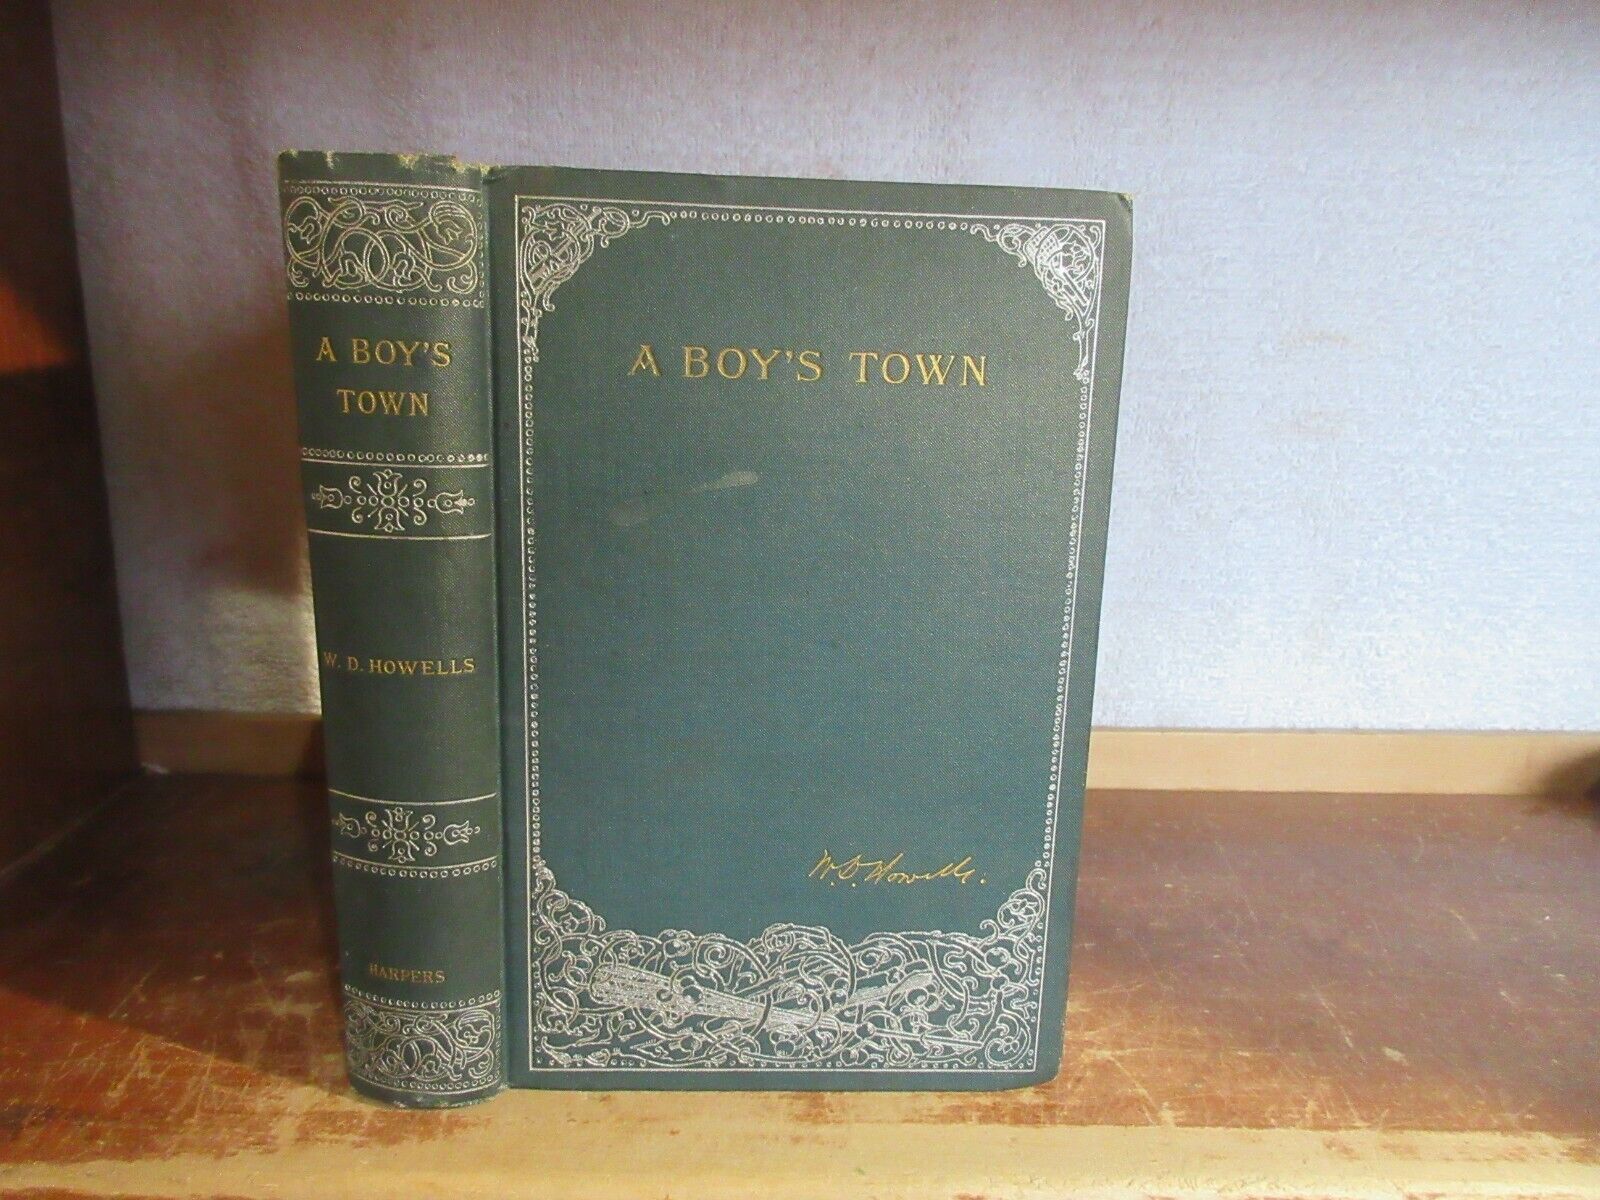 A BOY'S
TOWN
W. D. HOWELLS
HARPERS
A BOY'S TOWN
W. D. Howells.